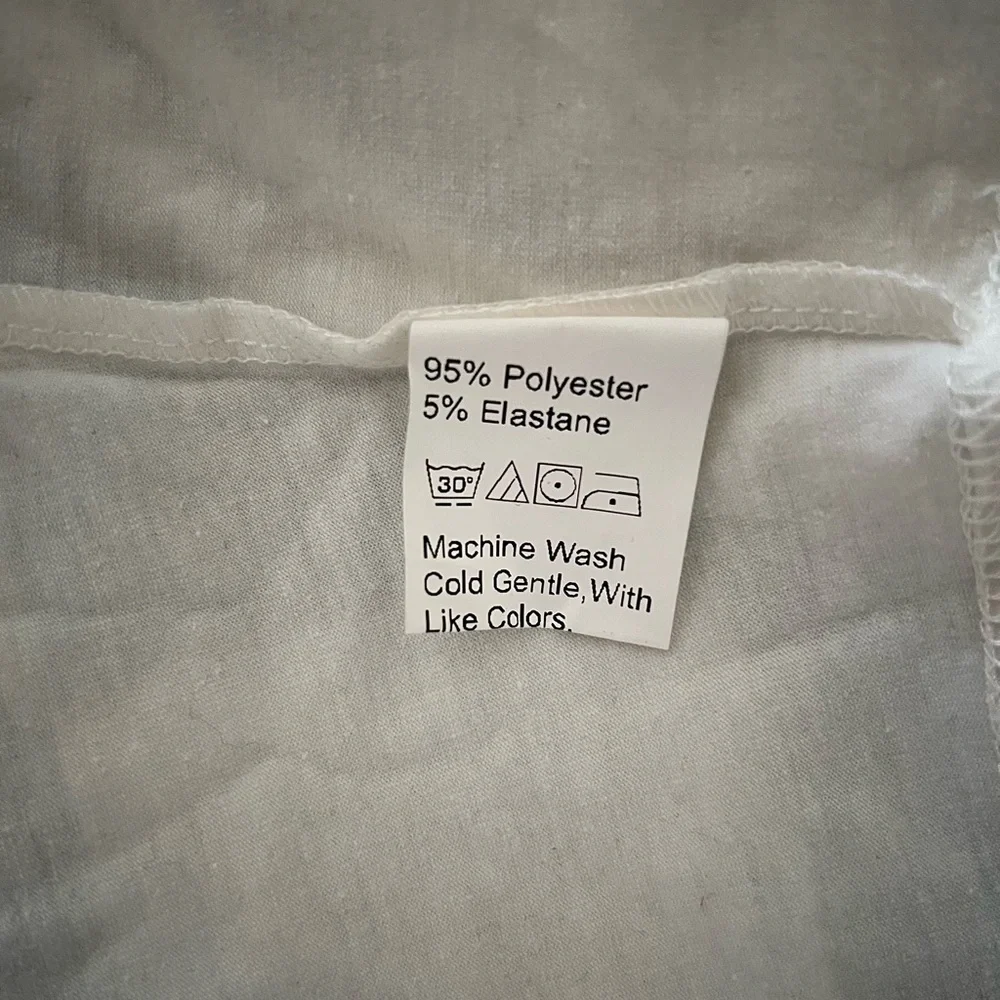 95% Polyester
5% Elastane
30°
Machine Wash
Cold Gentle, With
Like Colors.